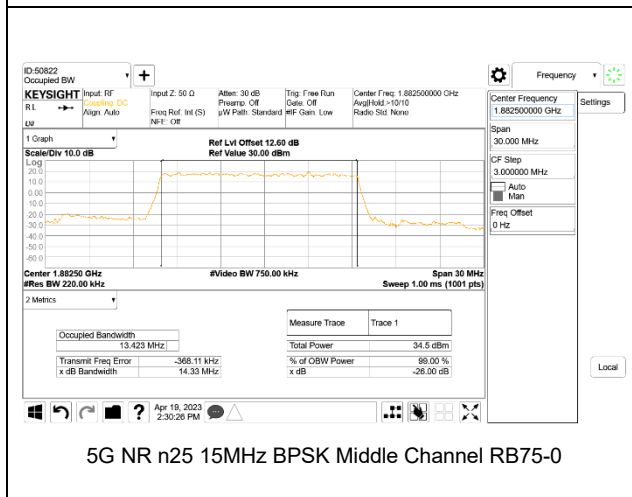 ID:50822
Occupied BW
+
Frequency
KEYSIGHT Input: RF
Coupling: DC
Align: Auto
Input Z: 50 Ω
Freq Ref: Int (S)
NFE: Off
Atten: 30 dB
Preamp: Off
µW Path: Standard
Trig: Free Run
Gate: Off
#IF Gain: Low
Center Freq: 1.882500000 GHz
Avg|Hold:>10/10
Radio Std: None
RL
Center Frequency
1.882500000 GHz
Settings
Span
30.000 MHz
CF Step
3.000000 MHz
Auto
Man
Freq Offset
0 Hz
Local
1 Graph
Scale/Div 10.0 dB
Ref Lvl Offset 12.60 dB
Ref Value 30.00 dBm
Log
20.0
10.0
0.00
-10.0
-20.0
-30.0
-40.0
-50.0
-60.0
Center 1.88250 GHz
#Video BW 750.00 kHz
Span 30 MHz
#Res BW 220.00 kHz
Sweep 1.00 ms (1001 pts)
2 Metrics
Measure Trace Trace 1
Occupied Bandwidth
13.423 MHz
Total Power 34.5 dBm
Transmit Freq Error -368.11 kHz
% of OBW Power 99.00 %
x dB Bandwidth 14.33 MHz
x dB -26.00 dB
?
Apr 19, 2023
2:30:26 PM
5G NR n25 15MHz BPSK Middle Channel RB75-0